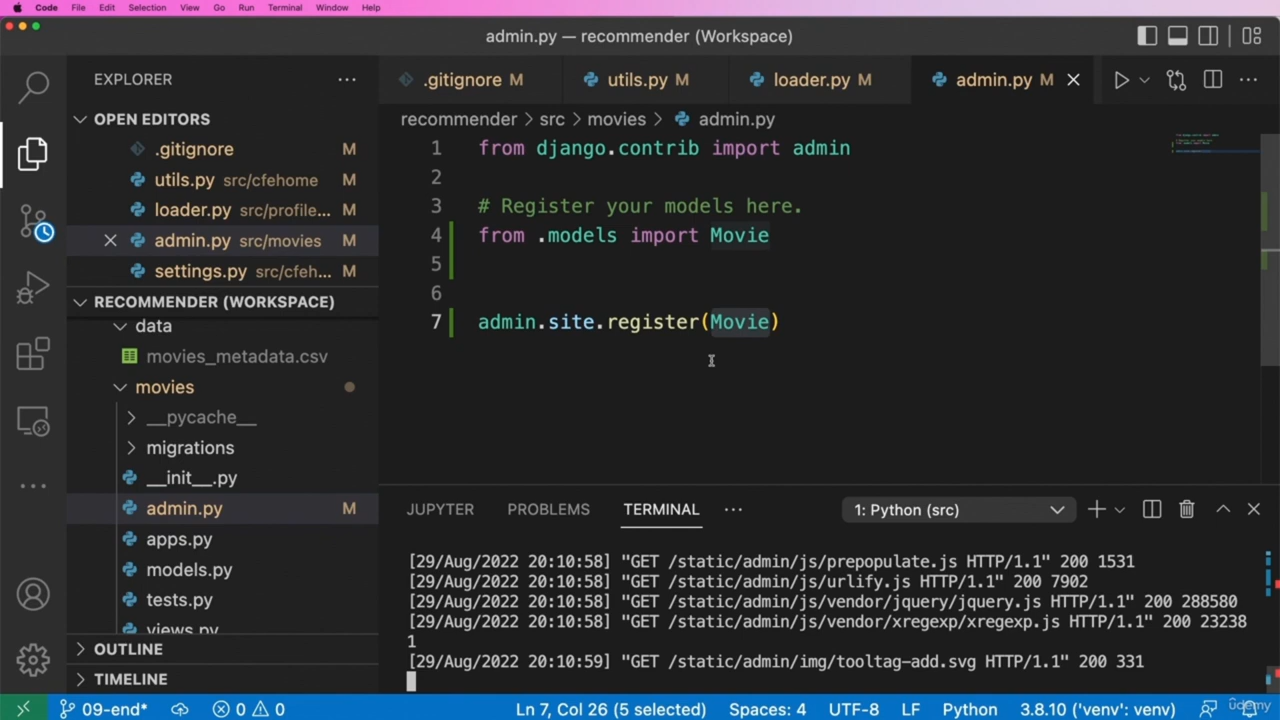 Code File Edit Selection View Go Run Terminal Window Help
admin.py — recommender (Workspace)
EXPLORER
OPEN EDITORS
.gitignore M
utils.py src/cfehome M
loader.py src/profile... M
admin.py src/movies M
settings.py src/cfeh... M
RECOMMENDER (WORKSPACE)
data
movies_metadata.csv
movies
__pycache__
migrations
__init__.py
admin.py M
apps.py
models.py
tests.py
views.py
OUTLINE
TIMELINE
.gitignore M utils.py M loader.py M admin.py M
recommender > src > movies > admin.py
1 from django.contrib import admin
2
3 # Register your models here.
4 from .models import Movie
5
6
7 admin.site.register(Movie)
JUPYTER PROBLEMS TERMINAL 1: Python (src)
[29/Aug/2022 20:10:58] "GET /static/admin/js/prepopulate.js HTTP/1.1" 200 1531
[29/Aug/2022 20:10:58] "GET /static/admin/js/urlify.js HTTP/1.1" 200 7902
[29/Aug/2022 20:10:58] "GET /static/admin/js/vendor/jquery/jquery.js HTTP/1.1" 200 288580
[29/Aug/2022 20:10:58] "GET /static/admin/js/vendor/xregexp/xregexp.js HTTP/1.1" 200 23238
1
[29/Aug/2022 20:10:59] "GET /static/admin/img/tooltag-add.svg HTTP/1.1" 200 331
09-end* 0 0 Ln 7, Col 26 (5 selected) Spaces: 4 UTF-8 LF Python 3.8.10 ('venv': venv)
udemy